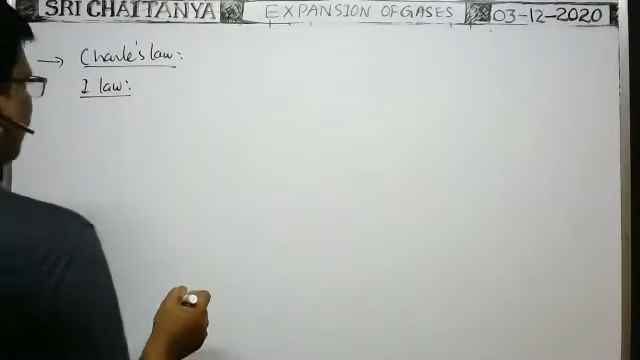 SRI CHAITANYA EXPANSION OF GASES 03-12-2020
→ Charle's law:
I law: